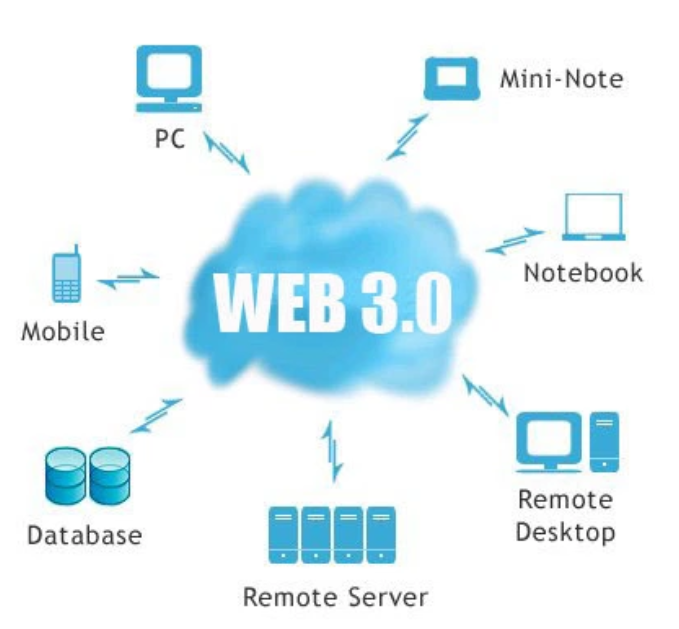 Mini-Note
PC
WEB 3.0
Notebook
Mobile
Remote
Desktop
Database
Remote Server